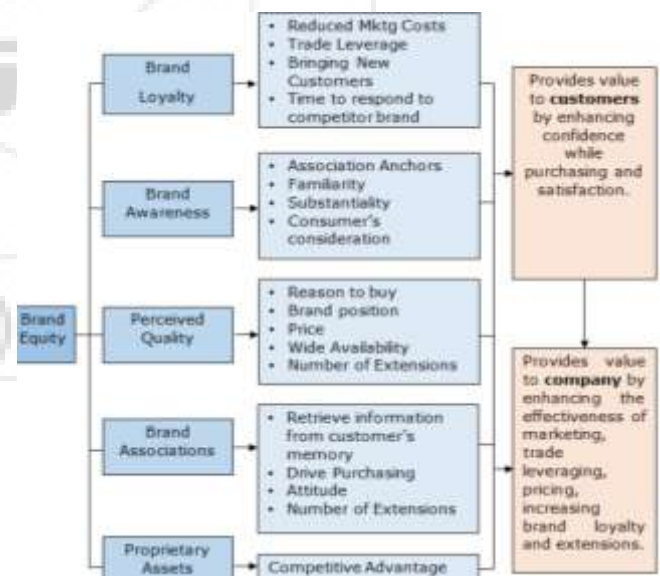 Brand
Equity
Brand
Loyalty
• Reduced Mktg Costs
• Trade Leverage
• Bringing New
Customers
• Time to respond to
competitor brand
Brand
Awareness
• Association Anchors
• Familiarity
• Substantiality
• Consumer's
consideration
Perceived
Quality
• Reason to buy
• Brand position
• Price
• Wide Availability
• Number of Extensions
Brand
Associations
• Retrieve information
from customer's
memory
• Drive Purchasing
• Attitude
• Number of Extensions
Proprietary
Assets
Competitive Advantage
Provides value
to customers
by enhancing
confidence
while
purchasing and
satisfaction.
Provides value
to company by
enhancing the
effectiveness of
marketing,
trade
leveraging,
pricing,
increasing
brand loyalty
and extensions.